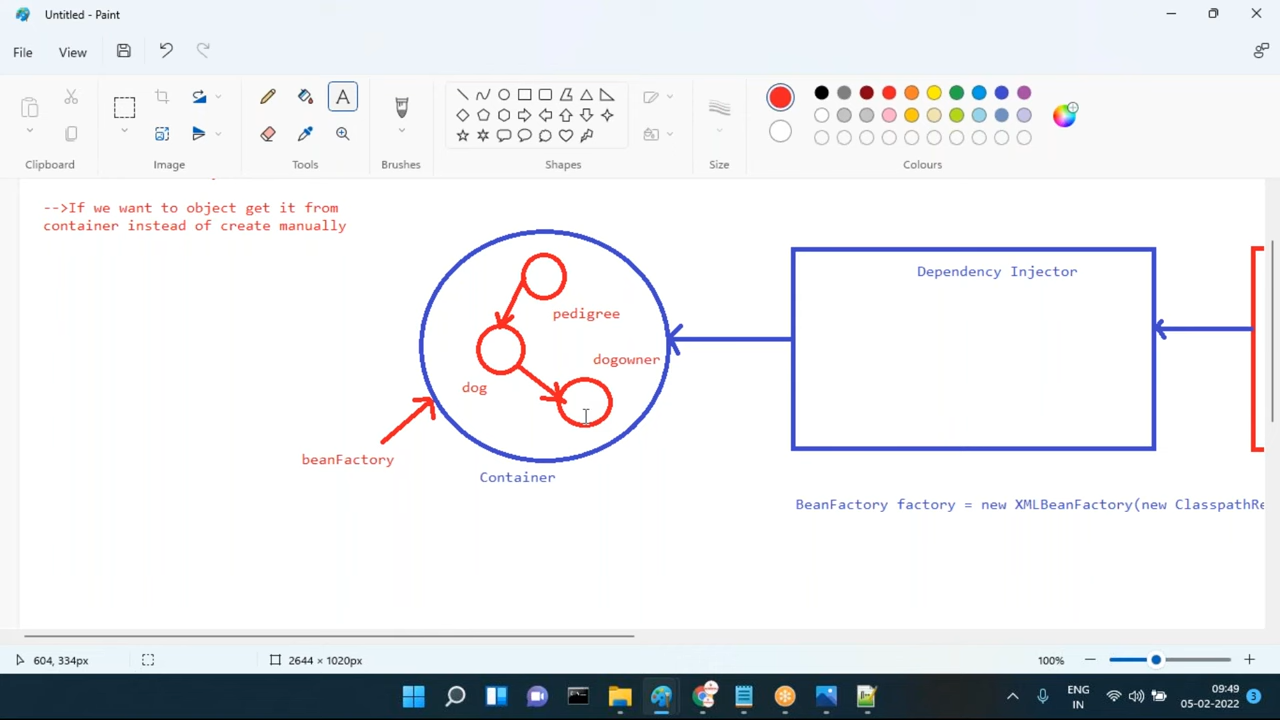 Untitled - Paint
File
View
Clipboard
Image
Tools
Brushes
Shapes
Size
Colours
-->If we want to object get it from
container instead of create manually
Dependency Injector
pedigree
dogowner
dog
beanFactory
Container
BeanFactory factory = new XMLBeanFactory(new ClasspathRe
604, 334px
2644 × 1020px
100%
ENG
IN
09:49
05-02-2022
3